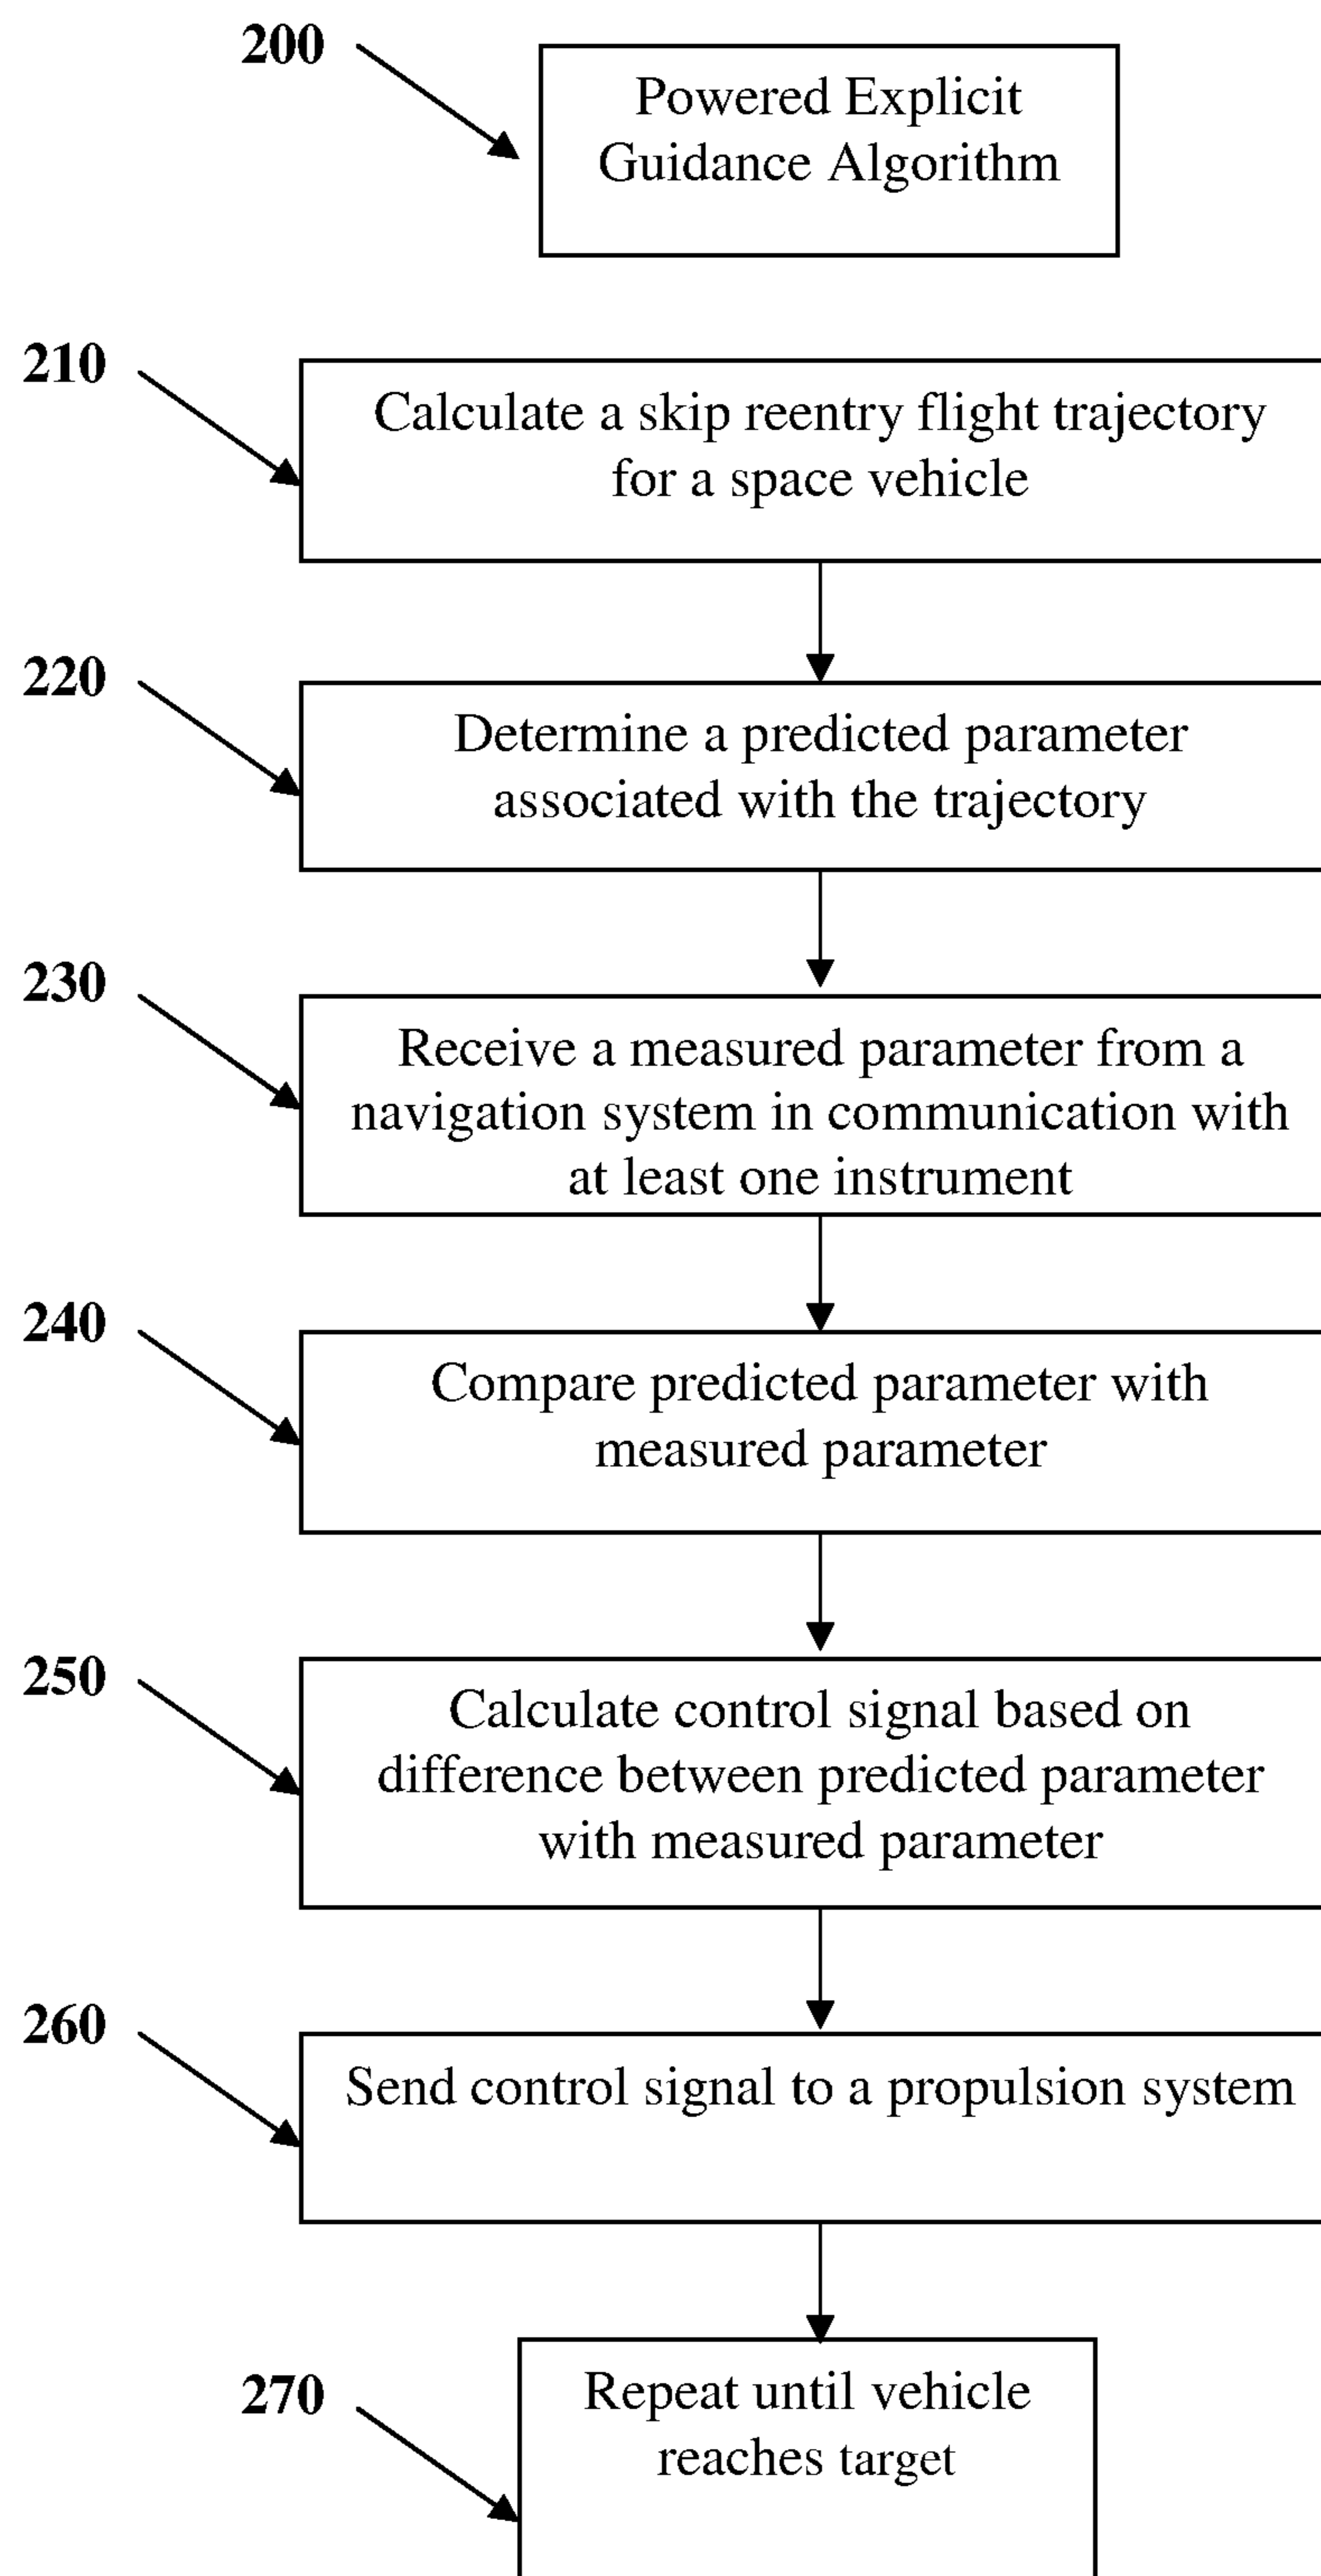 200
Powered Explicit
Guidance Algorithm
210
Calculate a skip reentry flight trajectory
for a space vehicle
220
Determine a predicted parameter
associated with the trajectory
230
Receive a measured parameter from a
navigation system in communication with
at least one instrument
240
Compare predicted parameter with
measured parameter
250
Calculate control signal based on
difference between predicted parameter
with measured parameter
260
Send control signal to a propulsion system
270
Repeat until vehicle
reaches target